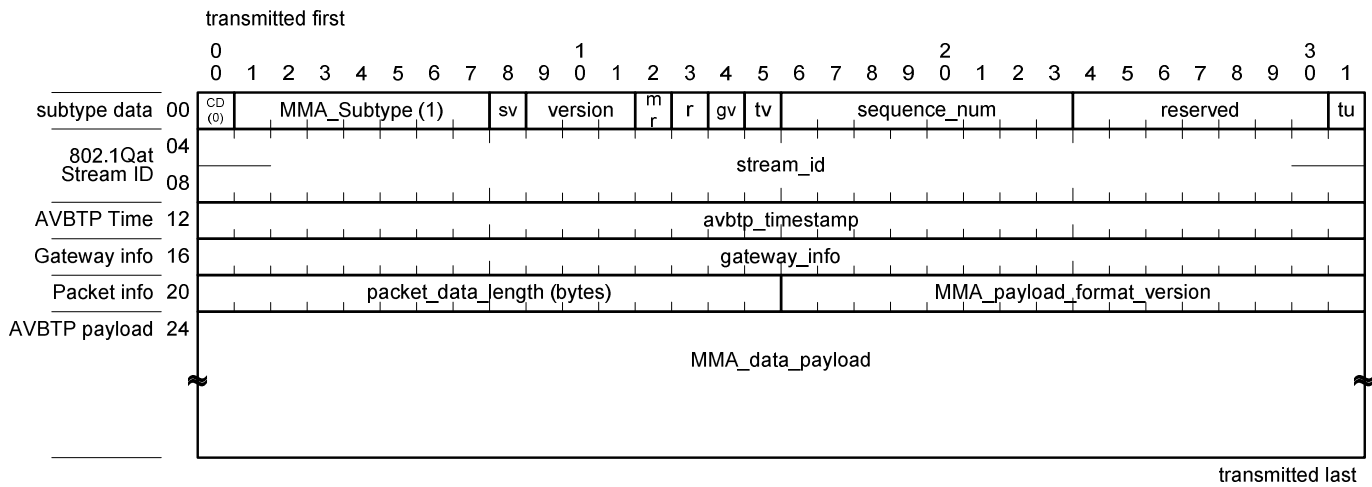 transmitted first
0 1 2 3
0 1 2 3 4 5 6 7 8 9 0 1 2 3 4 5 6 7 8 9 0 1 2 3 4 5 6 7 8 9 0 1
subtype data 00 CD (0) MMA_Subtype (1) sv version m r r gv tv sequence_num reserved tu
802.1Qat Stream ID 04 08 stream_id
AVBTP Time 12 avbtp_timestamp
Gateway info 16 gateway_info
Packet info 20 packet_data_length (bytes) MMA_payload_format_version
AVBTP payload 24
MMA_data_payload
transmitted last